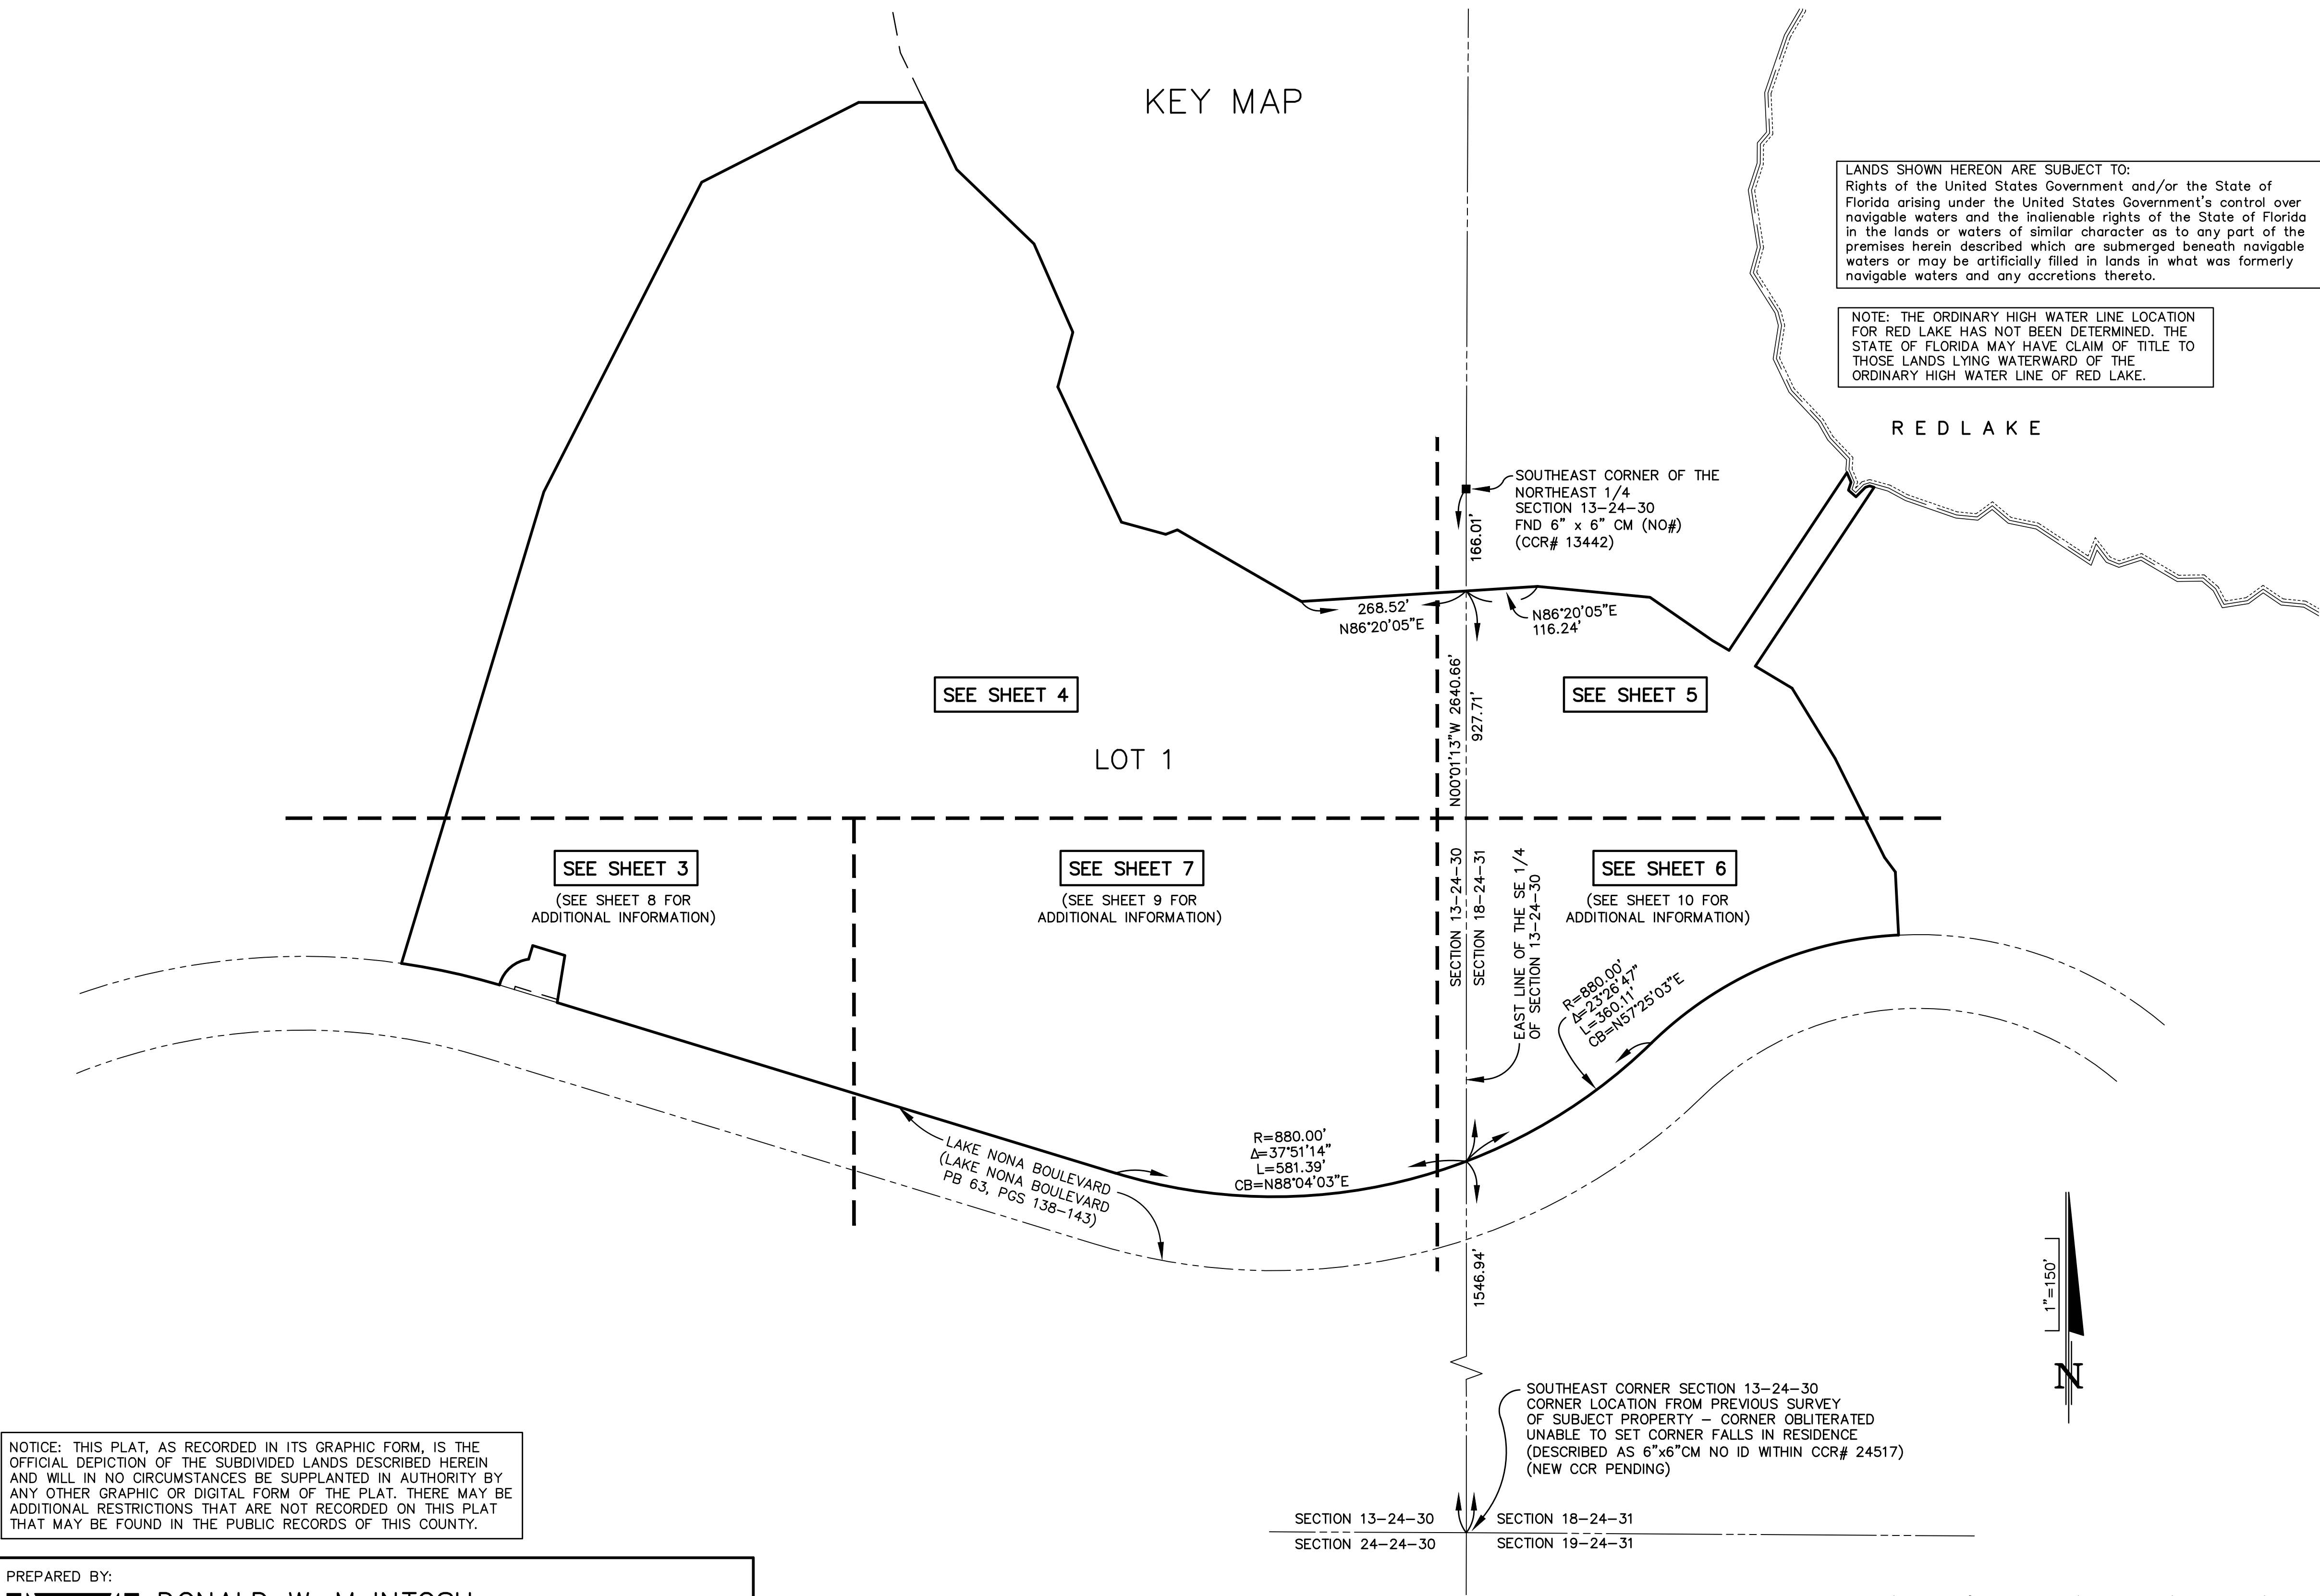 KEY MAP
LANDS SHOWN HEREON ARE SUBJECT TO:
Rights of the United States Government and/or the State of
Florida arising under the United States Government's control over
navigable waters and the inalienable rights of the State of Florida
in the lands or waters of similar character as to any part of the
premises herein described which are submerged beneath navigable
waters or may be artificially filled in lands in what was formerly
navigable waters and any accretions thereto.
NOTE: THE ORDINARY HIGH WATER LINE LOCATION
FOR RED LAKE HAS NOT BEEN DETERMINED. THE
STATE OF FLORIDA MAY HAVE CLAIM OF TITLE TO
THOSE LANDS LYING WATERWARD OF THE
ORDINARY HIGH WATER LINE OF RED LAKE.
R E D L A K E
SOUTHEAST CORNER OF THE
NORTHEAST 1/4
SECTION 13-24-30
FND 6" x 6" CM (NO#)
(CCR# 13442)
166.01'
268.52'
N86°20'05"E
N86°20'05"E
116.24'
N00°01'13"W 2640.66'
927.71'
SEE SHEET 4
SEE SHEET 5
LOT 1
SEE SHEET 3
(SEE SHEET 8 FOR
ADDITIONAL INFORMATION)
SEE SHEET 7
(SEE SHEET 9 FOR
ADDITIONAL INFORMATION)
SEE SHEET 6
(SEE SHEET 10 FOR
ADDITIONAL INFORMATION)
SECTION 13-24-30
SECTION 18-24-31
EAST LINE OF THE SE 1/4
OF SECTION 13-24-30
R=880.00'
Δ=23°26'47"
L=360.11'
CB=N57°25'03"E
R=880.00'
Δ=37°51'14"
L=581.39'
CB=N88°04'03"E
LAKE NONA BOULEVARD
(LAKE NONA BOULEVARD
PB 63, PGS 138-143)
1546.94'
1"=150'
N
SOUTHEAST CORNER SECTION 13-24-30
CORNER LOCATION FROM PREVIOUS SURVEY
OF SUBJECT PROPERTY - CORNER OBLITERATED
UNABLE TO SET CORNER FALLS IN RESIDENCE
(DESCRIBED AS 6"x6"CM NO ID WITHIN CCR# 24517)
(NEW CCR PENDING)
SECTION 13-24-30
SECTION 18-24-31
SECTION 24-24-30
SECTION 19-24-31
NOTICE: THIS PLAT, AS RECORDED IN ITS GRAPHIC FORM, IS THE
OFFICIAL DEPICTION OF THE SUBDIVIDED LANDS DESCRIBED HEREIN
AND WILL IN NO CIRCUMSTANCES BE SUPPLANTED IN AUTHORITY BY
ANY OTHER GRAPHIC OR DIGITAL FORM OF THE PLAT. THERE MAY BE
ADDITIONAL RESTRICTIONS THAT ARE NOT RECORDED ON THIS PLAT
THAT MAY BE FOUND IN THE PUBLIC RECORDS OF THIS COUNTY.
PREPARED BY:
DONALD W. McINTOSH